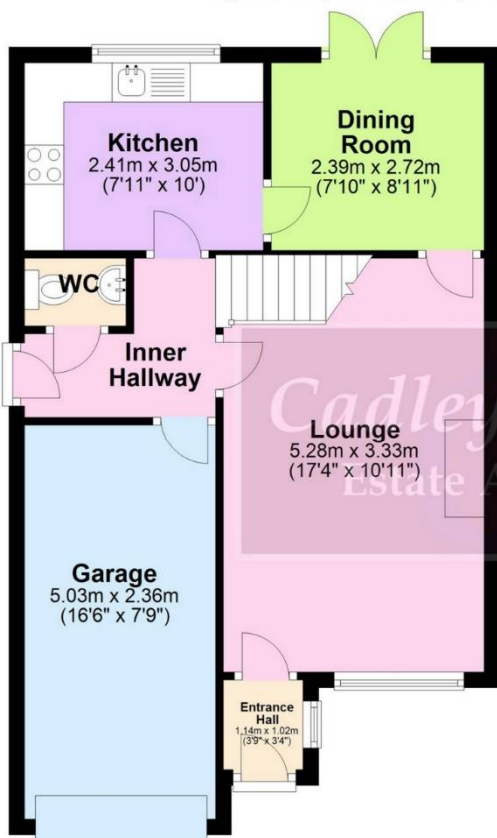 Kitchen
2.41m x 3.05m
(7'11" x 10')
Dining
Room
2.39m x 2.72m
(7'10" x 8'11")
WC
Inner
Hallway
Cadley
Lounge
5.28m x 3.33m
(17'4" x 10'11")
Estate A
Garage
5.03m x 2.36m
(16'6" x 7'9")
Entrance
Hall
1.14m x 1.02m
(3'9" x 3'4")